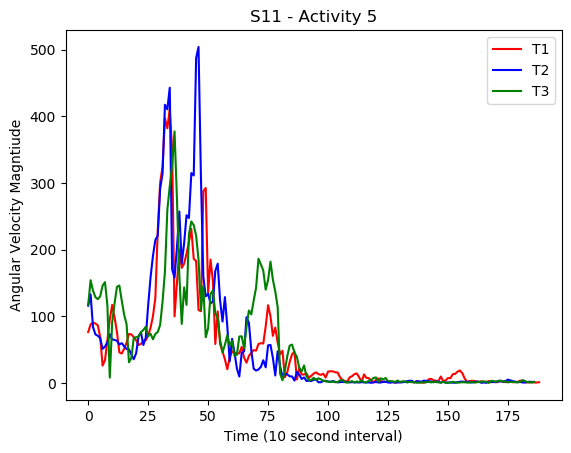 S11 - Activity 5
500
400
300
200
100
0
Angular Velocity Magntiude
T1
T2
T3
0 25 50 75 100 125 150 175
Time (10 second interval)